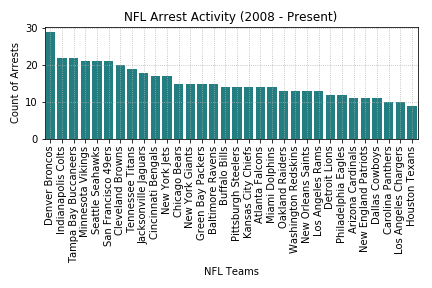 NFL Arrest Activity (2008 - Present)
Count of Arrests
30
20
10
0
Denver Broncos
Indianapolis Colts
Tampa Bay Buccaneers
Minnesota Vikings
Seattle Seahawks
San Francisco 49ers
Cleveland Browns
Tennessee Titans
Jacksonville Jaguars
Cincinnati Bengals
New York Jets
Chicago Bears
New York Giants
Green Bay Packers
Baltimore Ravens
Buffalo Bills
Pittsburgh Steelers
Kansas City Chiefs
Atlanta Falcons
Miami Dolphins
Oakland Raiders
Washington Redskins
New Orleans Saints
Los Angeles Rams
Detroit Lions
Philadelphia Eagles
Arizona Cardinals
New England Patriots
Dallas Cowboys
Carolina Panthers
Los Angeles Chargers
Houston Texans
NFL Teams